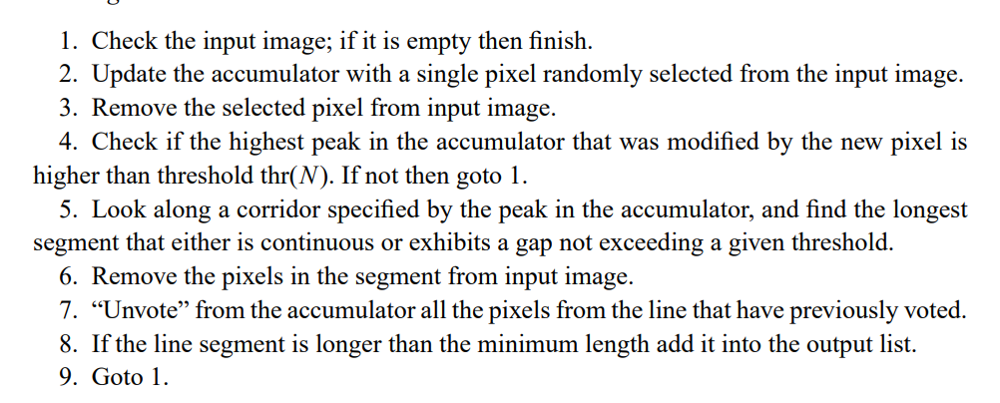 1. Check the input image; if it is empty then finish.
2. Update the accumulator with a single pixel randomly selected from the input image.
3. Remove the selected pixel from input image.
4. Check if the highest peak in the accumulator that was modified by the new pixel is
higher than threshold thr(N). If not then goto 1.
5. Look along a corridor specified by the peak in the accumulator, and find the longest
segment that either is continuous or exhibits a gap not exceeding a given threshold.
6. Remove the pixels in the segment from input image.
7. “Unvote” from the accumulator all the pixels from the line that have previously voted.
8. If the line segment is longer than the minimum length add it into the output list.
9. Goto 1.